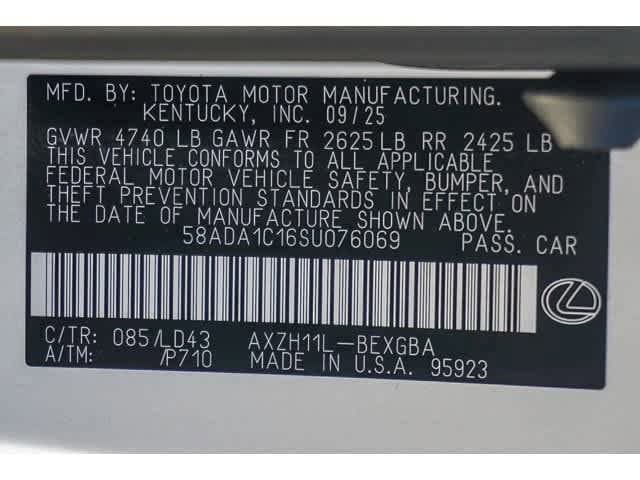 MFD. BY: TOYOTA MOTOR MANUFACTURING.
KENTUCKY, INC. 09/25
GVWR 4740 LB GAWR FR 2625 LB RR 2425 LB
THIS VEHICLE CONFORMS TO ALL APPLICABLE
FEDERAL MOTOR VEHICLE SAFETY, BUMPER, AND
THEFT PREVENTION STANDARDS IN EFFECT ON
THE DATE OF MANUFACTURE SHOWN ABOVE.
58ADA1C16SU076069 PASS. CAR
C/TR: 085/LD43 AXZH11L-BEXGBA
A/TM: /P710 MADE IN U.S.A. 95923